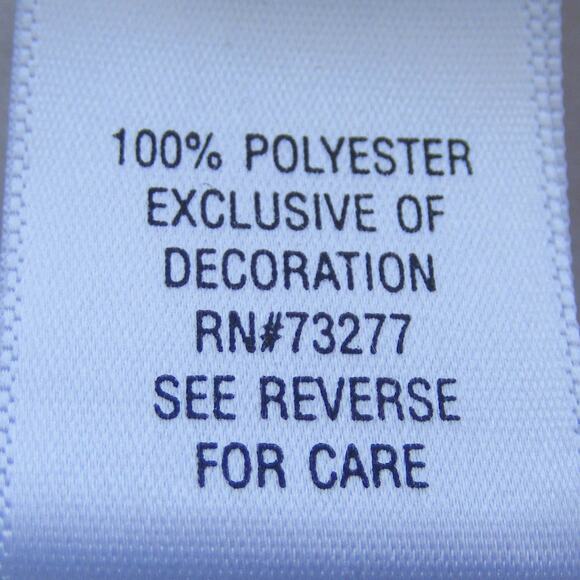 100% POLYESTER
EXCLUSIVE OF
DECORATION
RN#73277
SEE REVERSE
FOR CARE